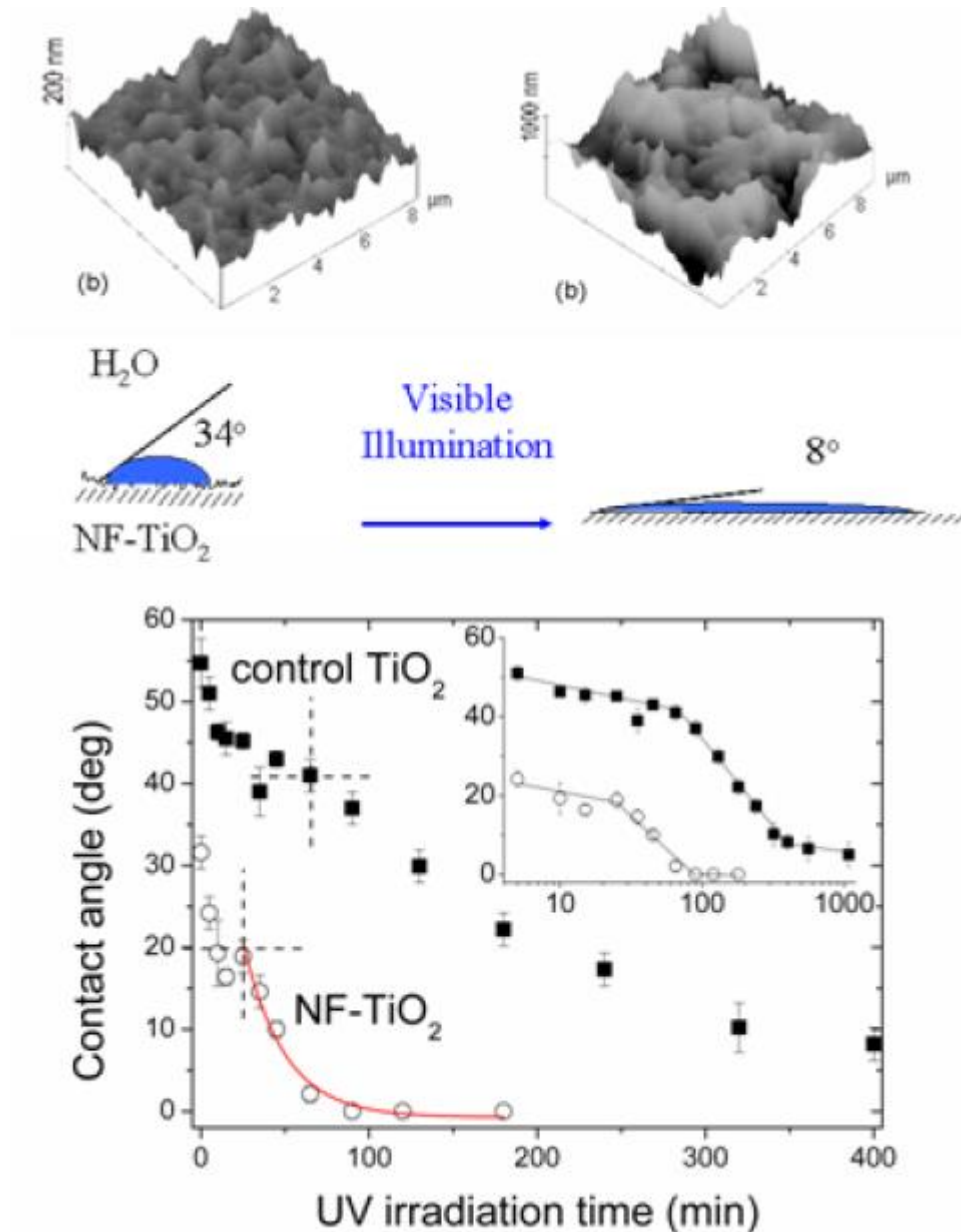 200 nm
2
4
6
8
µm
(b)
1000 nm
2
4
6
8
µm
(b)
H₂O
34°
NF-TiO₂
Visible
Illumination
8°
Contact angle (deg)
60
50
40
30
20
10
0
control TiO₂
NF-TiO₂
60
40
20
0
10
100
1000
0
100
200
300
400
UV irradiation time (min)